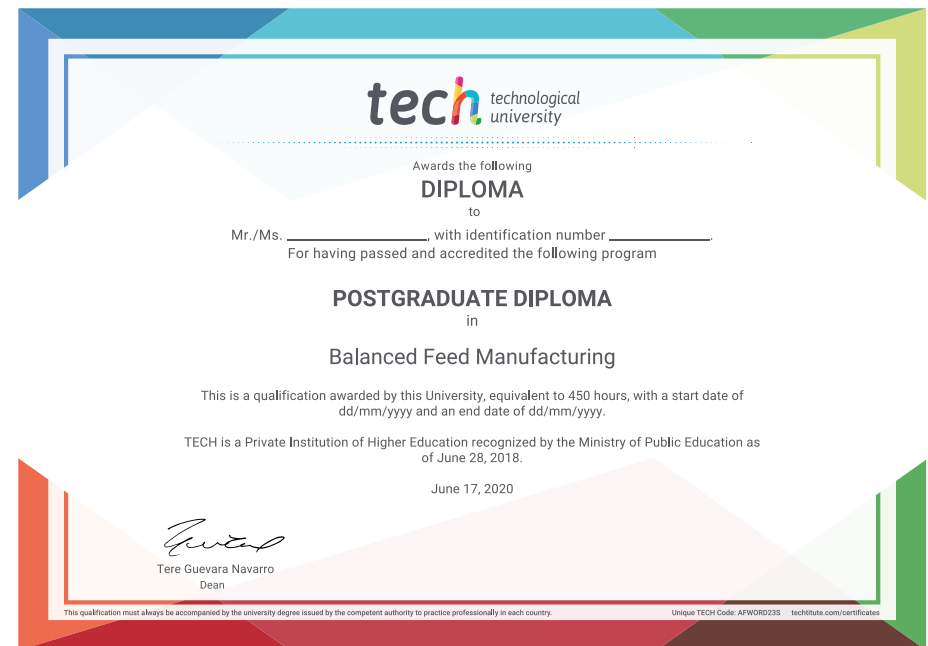 tech technological
university
Awards the following
DIPLOMA
to
Mr./Ms. ____________, with identification number ____________.
For having passed and accredited the following program
POSTGRADUATE DIPLOMA
in
Balanced Feed Manufacturing
This is a qualification awarded by this University, equivalent to 450 hours, with a start date of
dd/mm/yyyy and an end date of dd/mm/yyyy.
TECH is a Private Institution of Higher Education recognized by the Ministry of Public Education as
of June 28, 2018.
June 17, 2020
Tere Guevara Navarro
Dean
This qualification must always be accompanied by the university degree issued by the competent authority to practice professionally in each country. Unique TECH Code: AFWORD23S techtitute.com/certificates